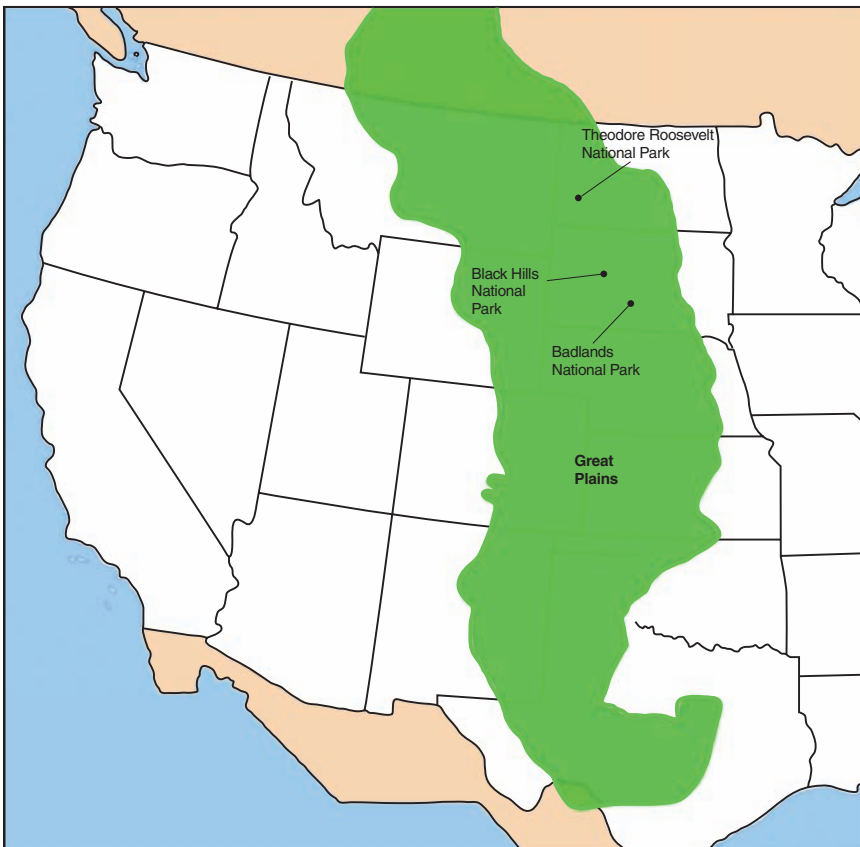 Theodore Roosevelt
National Park
Black Hills
National
Park
Badlands
National Park
Great
Plains